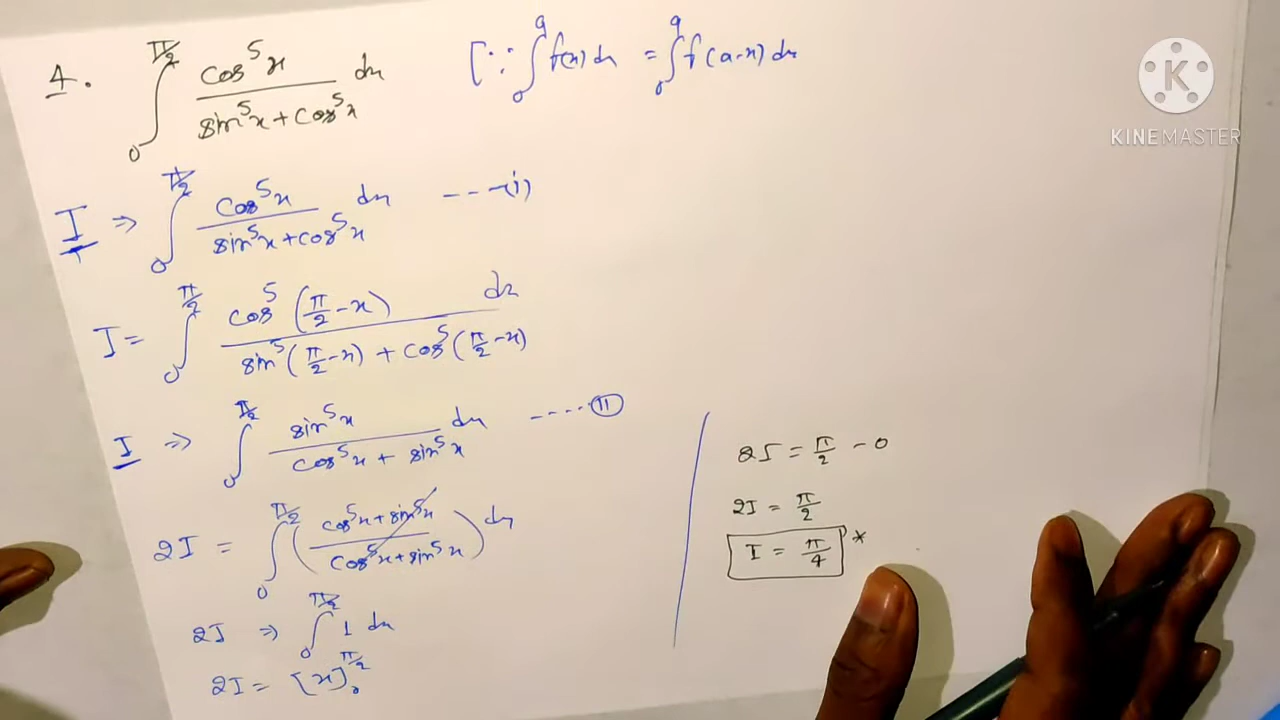 4. ∫₀^(π/2) cos⁵x / (sin⁵x + cos⁵x) dx [∵ ∫₀^a f(x) dx = ∫₀^a f(a-x) dx
K
KINEMASTER
I ⇒ ∫₀^(π/2) cos⁵x / (sin⁵x + cos⁵x) dx ----(i)
I = ∫₀^(π/2) cos⁵(π/2 - x) dx / (sin⁵(π/2 - x) + cos⁵(π/2 - x))
I ⇒ ∫₀^(π/2) sin⁵x / (cos⁵x + sin⁵x) dx -----(II)
2I = ∫₀^(π/2) ((cos⁵x + sin⁵x) / (cos⁵x + sin⁵x)) dx
2I ⇒ ∫₀^(π/2) 1 dx
2I = [x]₀^(π/2)
2I = π/2 - 0
2I = π/2
I = π/4 *